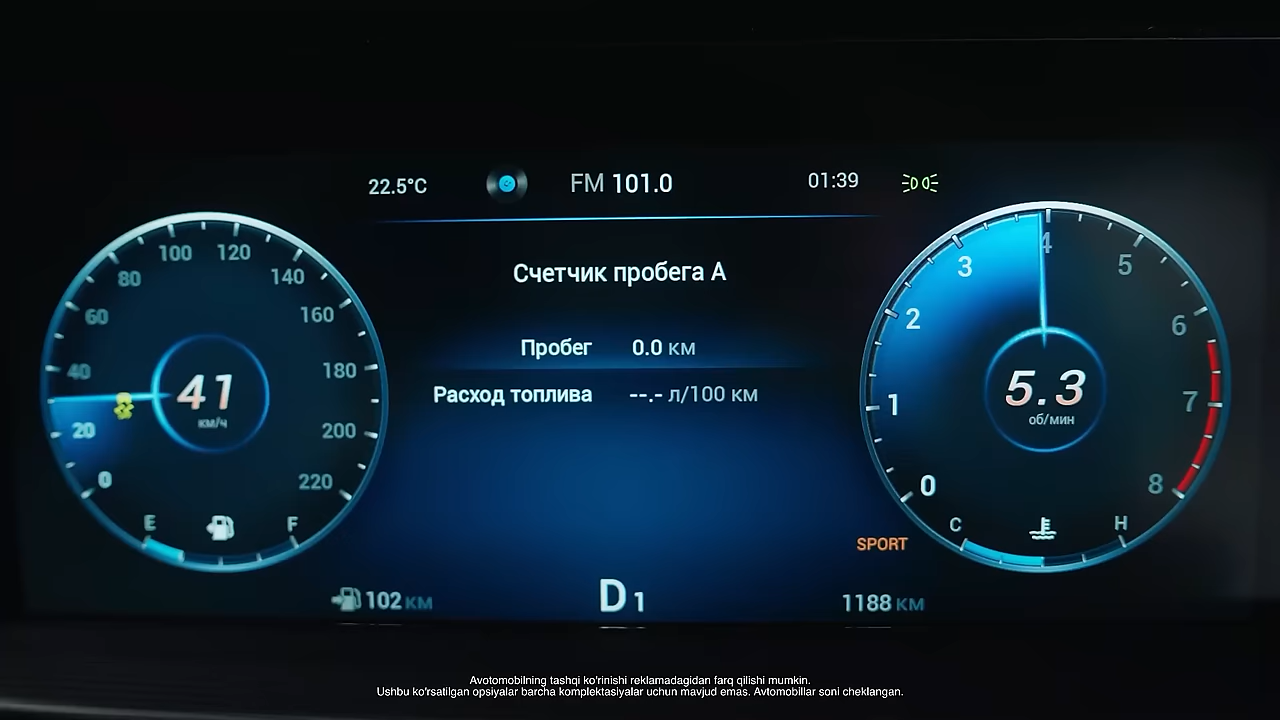 22.5°C FM 101.0 01:39
Счетчик пробега A
Пробег 0.0 км
Расход топлива --.- л/100 км
0 20 40 60 80 100 120 140 160 180 200 220
41
км/ч
E F
0 1 2 3 4 5 6 7 8
5.3
об/мин
C H
SPORT
102 км D 1 1188 км
Avotomobilning tashqi ko'rinishi reklamadagidan farq qilishi mumkin.
Ushbu ko'rsatilgan opsiyalar barcha komplektasiyalar uchun mavjud emas. Avtomobillar soni cheklangan.